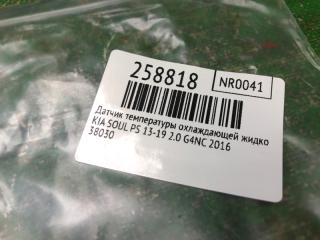 258818
NR0041
Датчик температуры охлаждающей жидко
KIA SOUL PS 13-19 2.0 G4NC 2016
38030